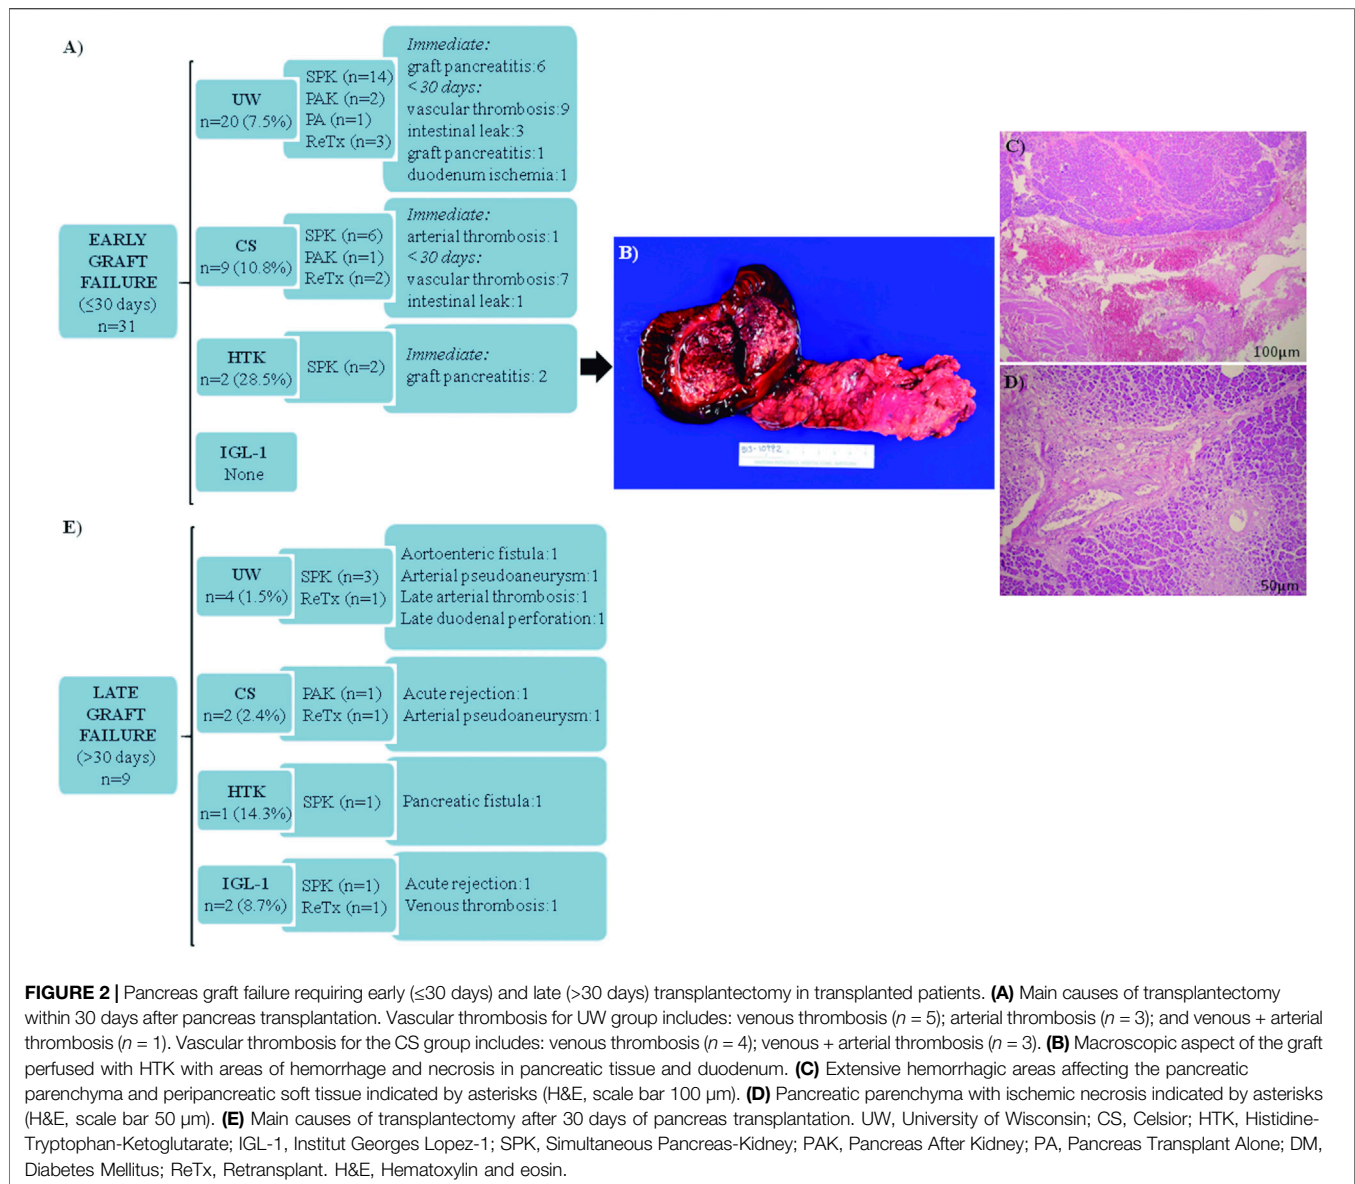 A)
EARLY
GRAFT
FAILURE
(≤30 days)
n=31
UW
n=20 (7.5%)
SPK (n=14)
PAK (n=2)
PA (n=1)
ReTx (n=3)
Immediate:
graft pancreatitis:6
<30 days:
vascular thrombosis:9
intestinal leak:3
graft pancreatitis:1
duodenum ischemia:1
CS
n=9 (10.8%)
SPK (n=6)
PAK (n=1)
ReTx (n=2)
Immediate:
arterial thrombosis:1
<30 days:
vascular thrombosis:7
intestinal leak:1
HTK
n=2 (28.5%)
SPK (n=2)
Immediate:
graft pancreatitis: 2
IGL-1
None
B)
C)
100µm
D)
50µm
E)
LATE
GRAFT
FAILURE
(>30 days)
n=9
UW
n=4 (1.5%)
SPK (n=3)
ReTx (n=1)
Aortoenteric fistula:1
Arterial pseudoaneurysm:1
Late arterial thrombosis:1
Late duodenal perforation:1
CS
n=2 (2.4%)
PAK (n=1)
ReTx (n=1)
Acute rejection:1
Arterial pseudoaneurysm:1
HTK
n=1 (14.3%)
SPK (n=1)
Pancreatic fistula:1
IGL-1
n=2 (8.7%)
SPK (n=1)
ReTx (n=1)
Acute rejection:1
Venous thrombosis:1
FIGURE 2 | Pancreas graft failure requiring early (≤30 days) and late (>30 days) transplantectomy in transplanted patients. (A) Main causes of transplantectomy
within 30 days after pancreas transplantation. Vascular thrombosis for UW group includes: venous thrombosis (n = 5); arterial thrombosis (n = 3); and venous + arterial
thrombosis (n = 1). Vascular thrombosis for the CS group includes: venous thrombosis (n = 4); venous + arterial thrombosis (n = 3). (B) Macroscopic aspect of the graft
perfused with HTK with areas of hemorrhage and necrosis in pancreatic tissue and duodenum. (C) Extensive hemorrhagic areas affecting the pancreatic
parenchyma and peripancreatic soft tissue indicated by asterisks (H&E, scale bar 100 µm). (D) Pancreatic parenchyma with ischemic necrosis indicated by asterisks
(H&E, scale bar 50 µm). (E) Main causes of transplantectomy after 30 days of pancreas transplantation. UW, University of Wisconsin; CS, Celsior; HTK, Histidine-
Tryptophan-Ketoglutarate; IGL-1, Institut Georges Lopez-1; SPK, Simultaneous Pancreas-Kidney; PAK, Pancreas After Kidney; PA, Pancreas Transplant Alone; DM,
Diabetes Mellitus; ReTx, Retransplant. H&E, Hematoxylin and eosin.